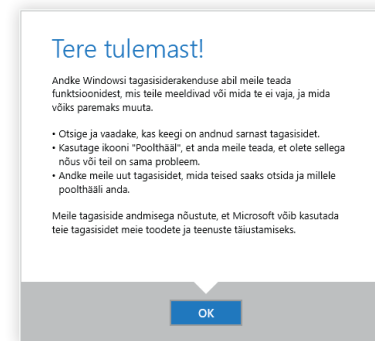 Tere tulemast!
Andke Windowsi tagasisiderakenduse abil meile teada
funktsioonidest, mis teile meeldivad või mida te ei vaja, ja mida
võiks paremaks muuta.
• Otsige ja vaadake, kas keegi on andnud sarnast tagasisidet.
• Kasutage ikooni "Poolthääl", et anda meile teada, et olete sellega
nõus või teil on sama probleem.
• Andke meile uut tagasisidet, mida teised saaks otsida ja millele
poolthääli anda.
Meile tagaside andmisega nõustute, et Microsoft võib kasutada
teie tagasisidet meie toodete ja teenuste täiustamiseks.
OK